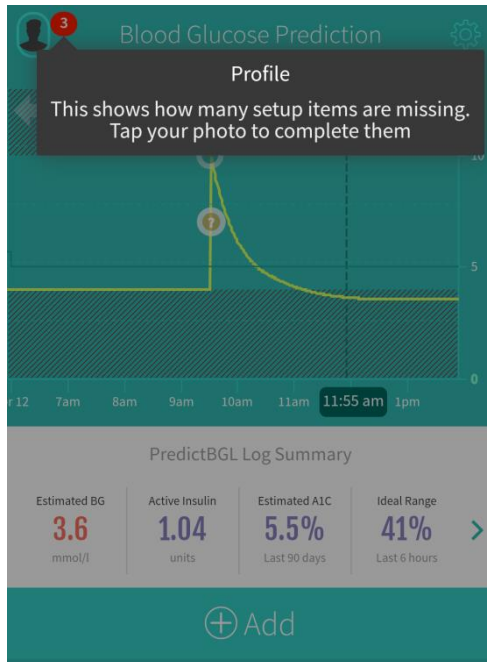 3
Blood Glucose Prediction
Profile
This shows how many setup items are missing.
Tap your photo to complete them
10
?
5
0
r 12 7am 8am 9am 10am 11am 11:55 am 1pm
PredictBGL Log Summary
Estimated BG Active Insulin Estimated A1C Ideal Range
3.6 1.04 5.5% 41%
mmol/l units Last 90 days Last 6 hours
Add